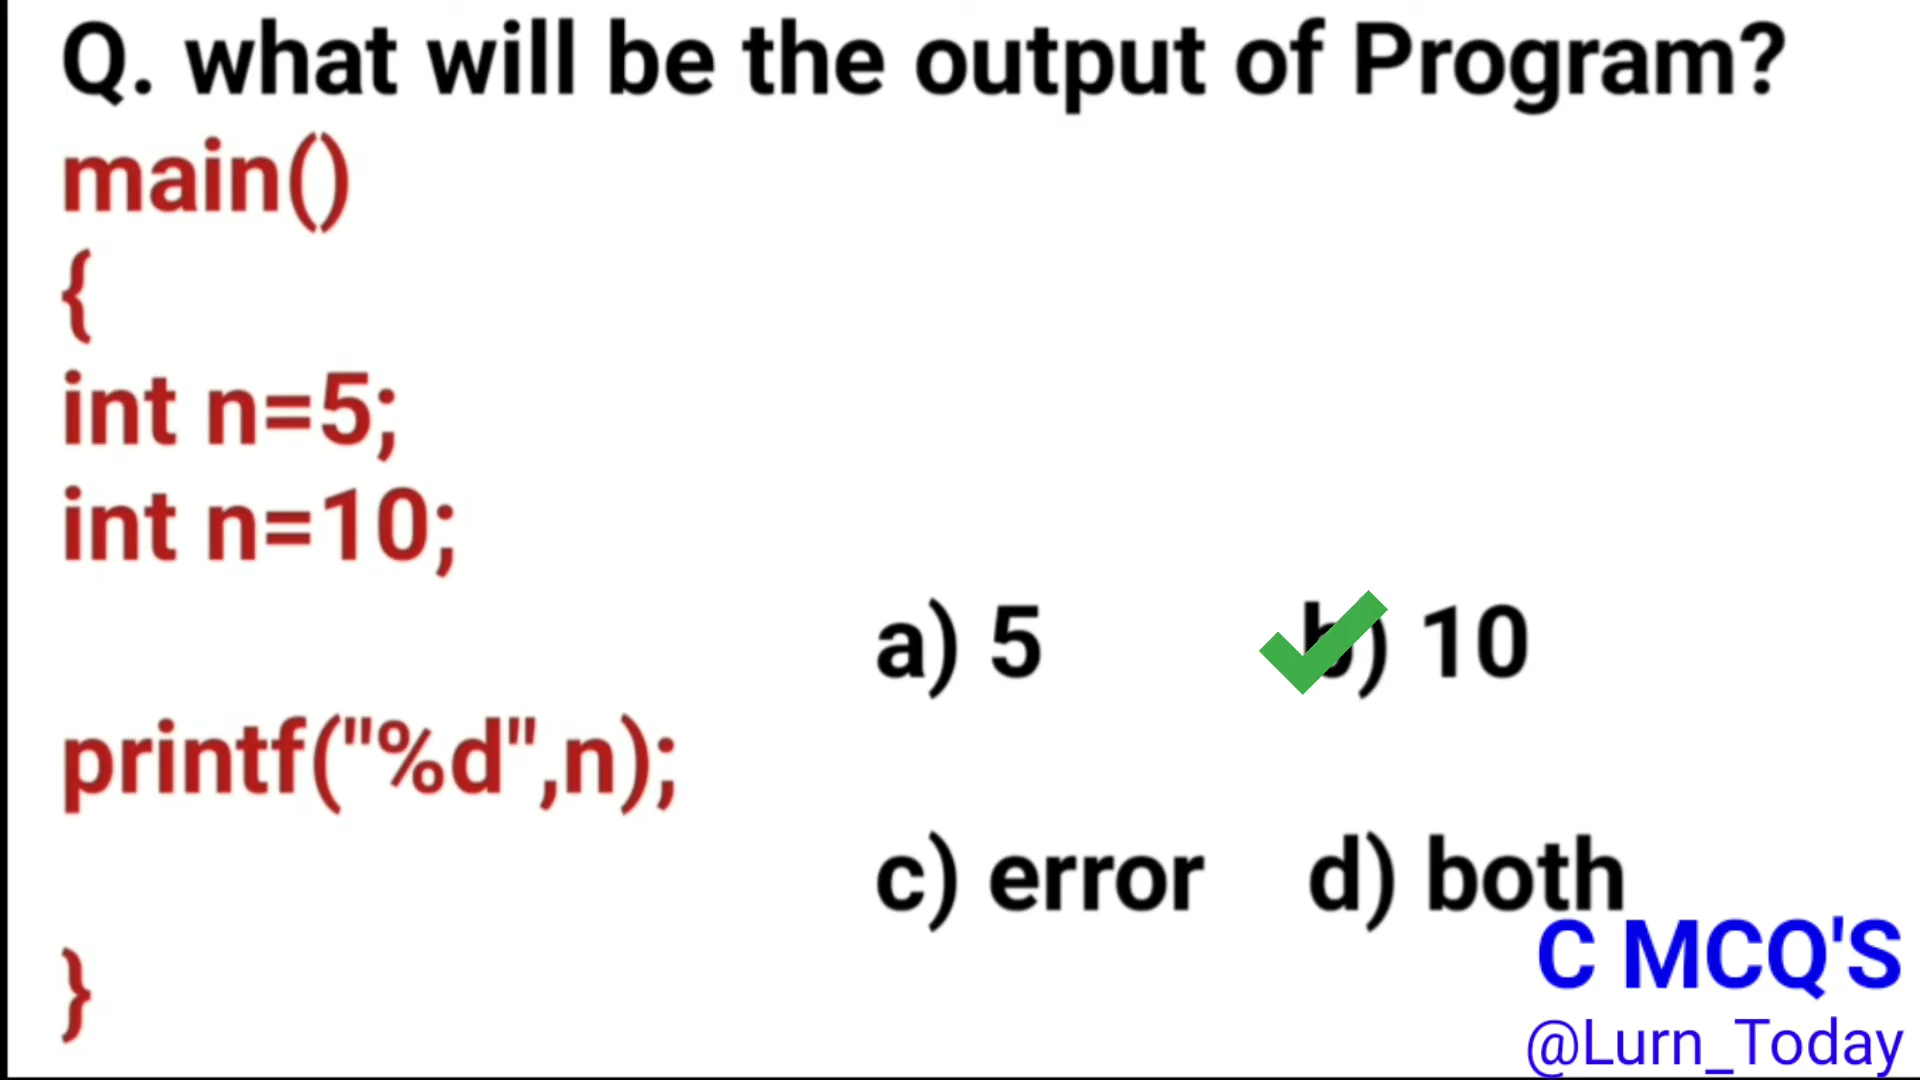 Q. what will be the output of Program?
main()
{
int n=5;
int n=10;
a) 5 b) 10
printf("%d",n);
c) error d) both
}
C MCQ'S
@Lurn_Today